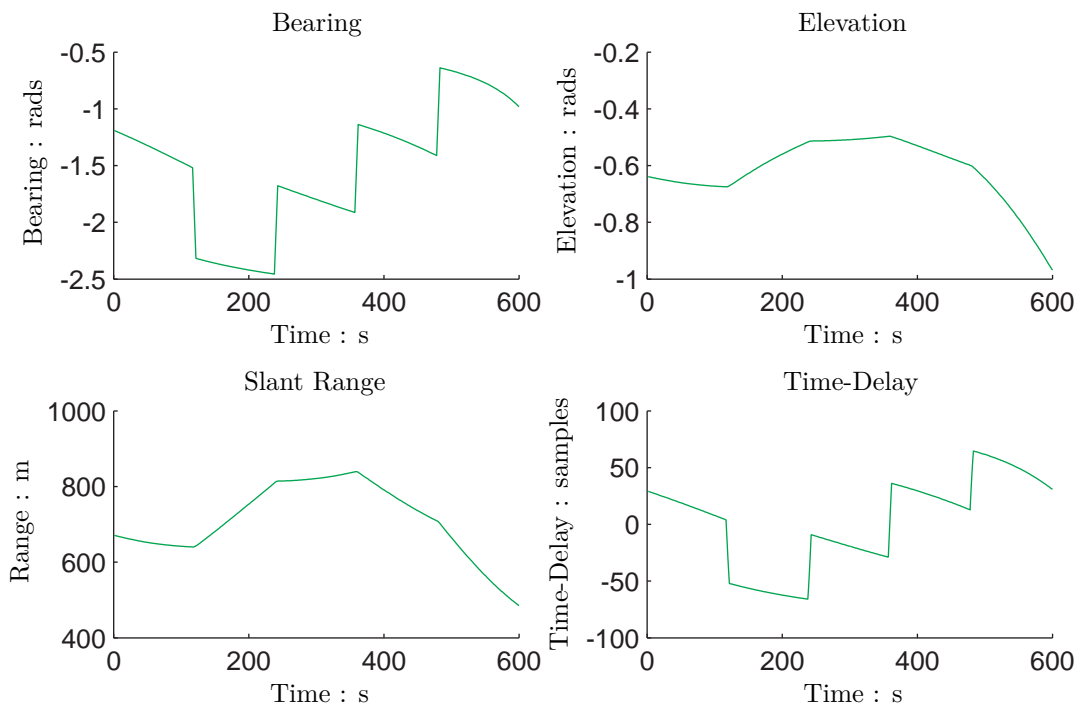 Bearing
-0.5
-1
-1.5
-2
-2.5
Bearing : rads
0 200 400 600
Time : s
Elevation
-0.2
-0.4
-0.6
-0.8
-1
Elevation : rads
0 200 400 600
Time : s
Slant Range
1000
800
600
400
Range : m
0 200 400 600
Time : s
Time-Delay
100
50
0
-50
-100
Time-Delay : samples
0 200 400 600
Time : s